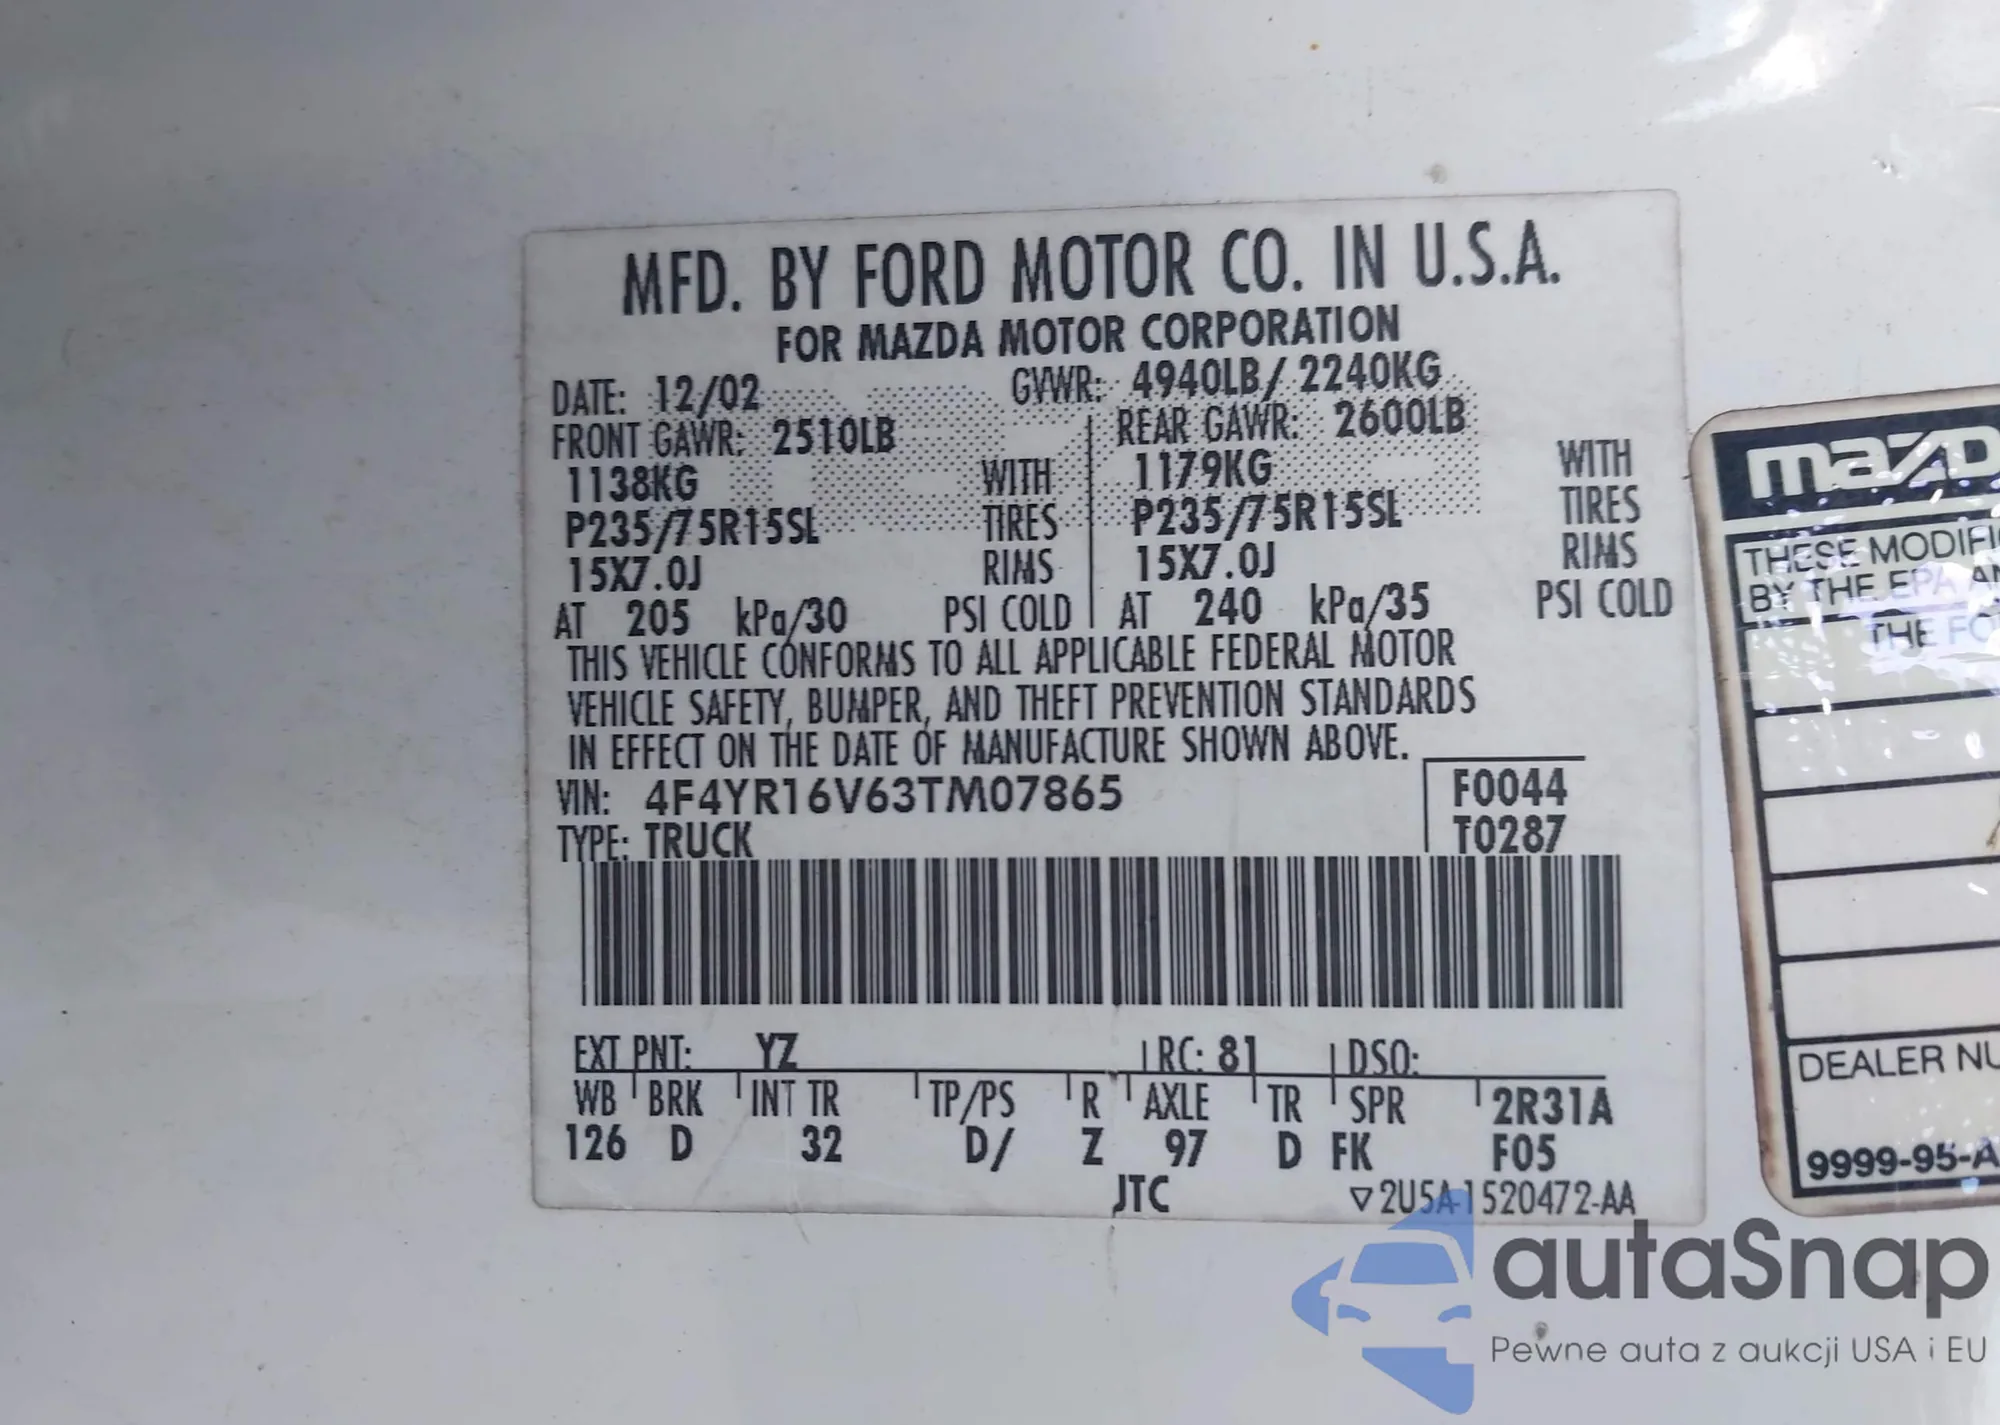 MFD. BY FORD MOTOR CO. IN U.S.A.
FOR MAZDA MOTOR CORPORATION
DATE: 12/02 GVWR: 4940LB/ 2240KG
FRONT GAWR: 2510LB REAR GAWR: 2600LB
1138KG WITH 1179KG WITH
P235/75R15SL TIRES P235/75R15SL TIRES
15X7.0J RIMS 15X7.0J RIMS
AT 205 kPa/30 PSI COLD AT 240 kPa/35 PSI COLD
THIS VEHICLE CONFORMS TO ALL APPLICABLE FEDERAL MOTOR
VEHICLE SAFETY, BUMPER, AND THEFT PREVENTION STANDARDS
IN EFFECT ON THE DATE OF MANUFACTURE SHOWN ABOVE.
VIN: 4F4YR16V63TM07865 F0044
TYPE: TRUCK T0287
EXT PNT: YZ RC: 81 DSO:
WB BRK INT TR TP/PS R AXLE TR SPR 2R31A
126 D 32 D/ Z 97 D FK F05
JTC ▽2U5A-1520472-AA
mazd
THESE MODIFI
BY THE EPA AN
THE FO
DEALER NU
9999-95-A
autaSnap
Pewne auta z aukcji USA i EU